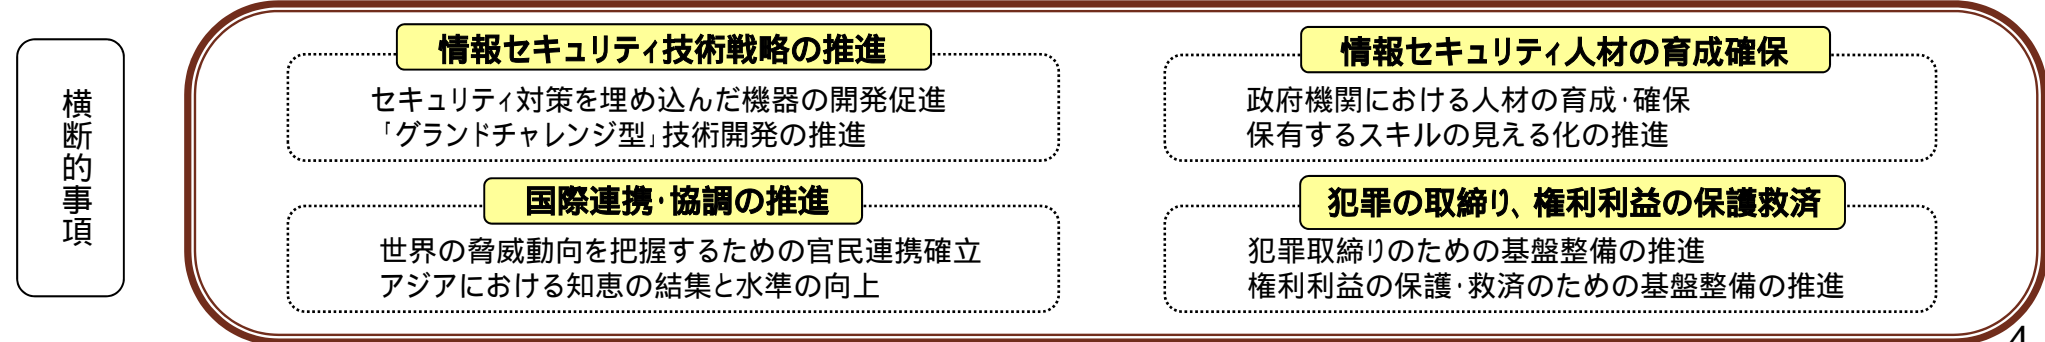 横断的事項
情報セキュリティ技術戦略の推進
セキュリティ対策を埋め込んだ機器の開発促進
「グランドチャレンジ型」技術開発の推進
情報セキュリティ人材の育成確保
政府機関における人材の育成・確保
保有するスキルの見える化の推進
国際連携・協調の推進
世界の脅威動向を把握するための官民連携確立
アジアにおける知恵の結集と水準の向上
犯罪の取締り、権利利益の保護救済
犯罪取締りのための基盤整備の推進
権利利益の保護・救済のための基盤整備の推進
4